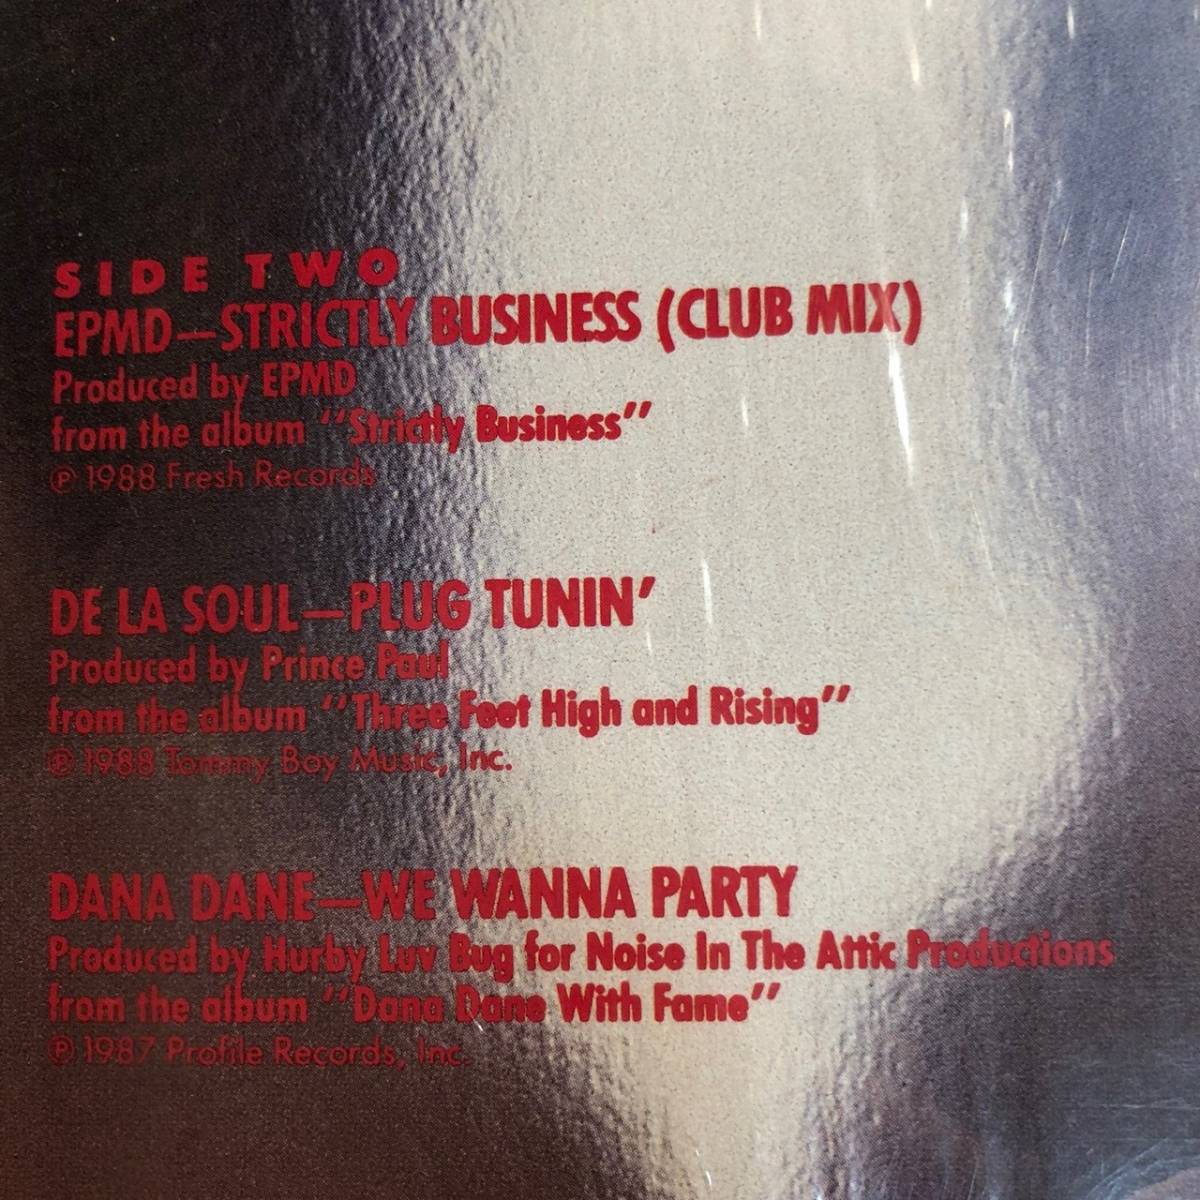 SIDE TWO
EPMD—STRICTLY BUSINESS (CLUB MIX)
Produced by EPMD
from the album "Strictly Business"
℗ 1988 Fresh Records
DE LA SOUL—PLUG TUNIN'
Produced by Prince Paul
from the album "Three Feet High and Rising"
℗ 1988 Tommy Boy Music, Inc.
DANA DANE—WE WANNA PARTY
Produced by Hurby Luv Bug for Noise In The Attic Productions
from the album "Dana Dane With Fame"
℗ 1987 Profile Records, Inc.